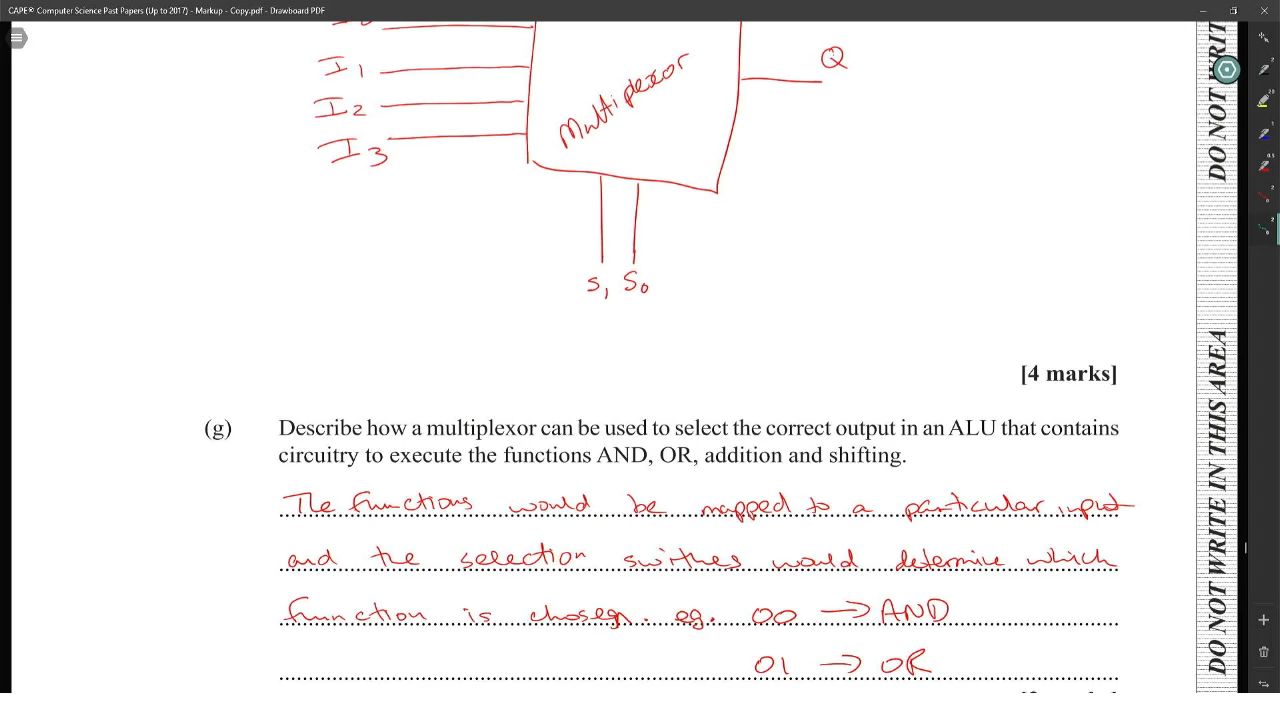 CAPE® Computer Science Past Papers (Up to 2017) - Markup - Copy.pdf - Drawboard PDF
I1
I2
I3
Multiplexor
Q
S1 S0
[4 marks]
(g) Describe how a multiplexor can be used to select the correct output in an ALU that contains
circuitry to execute the functions AND, OR, addition and shifting.
The functions would be mapped to a particular input
and the selection swithes would determine which
function is chosen. eg. 00 → AND
01 → OR
DO NOT WRIT
DO NOT WRITE IN THIS AREA